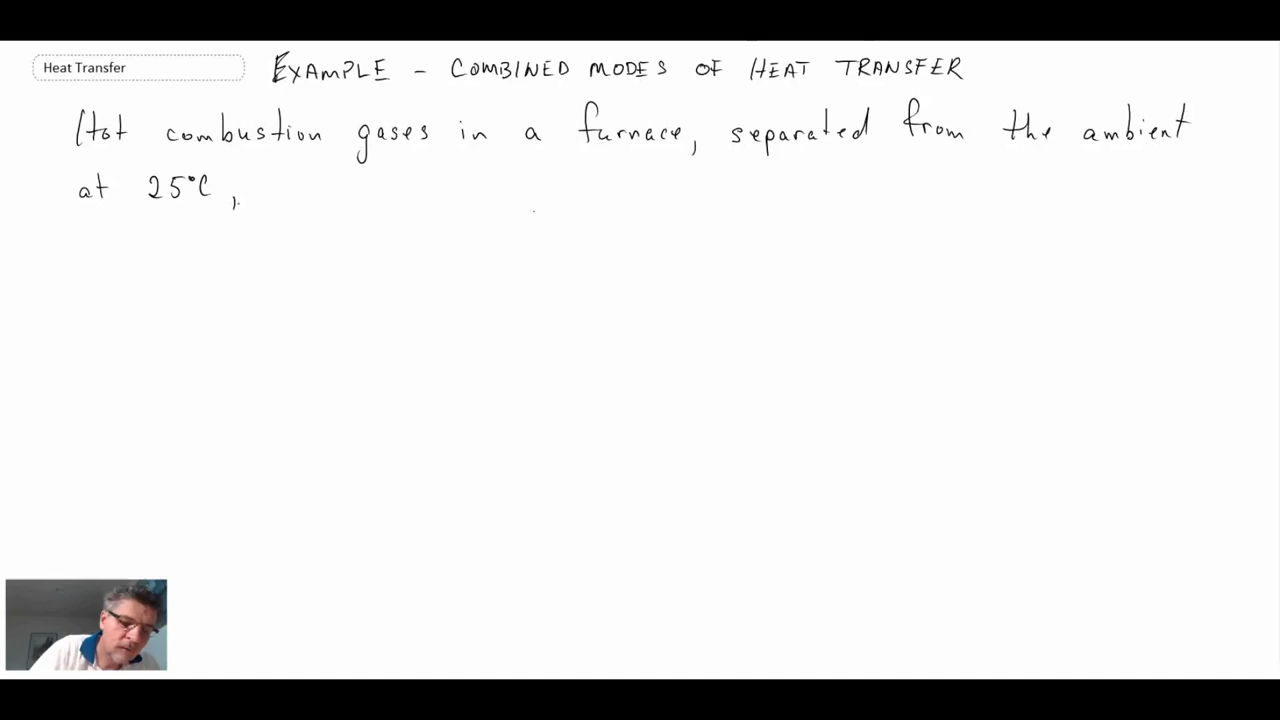 Heat Transfer
EXAMPLE - COMBINED MODES OF HEAT TRANSFER
Hot combustion gases in a furnace, separated from the ambient
at 25°C,